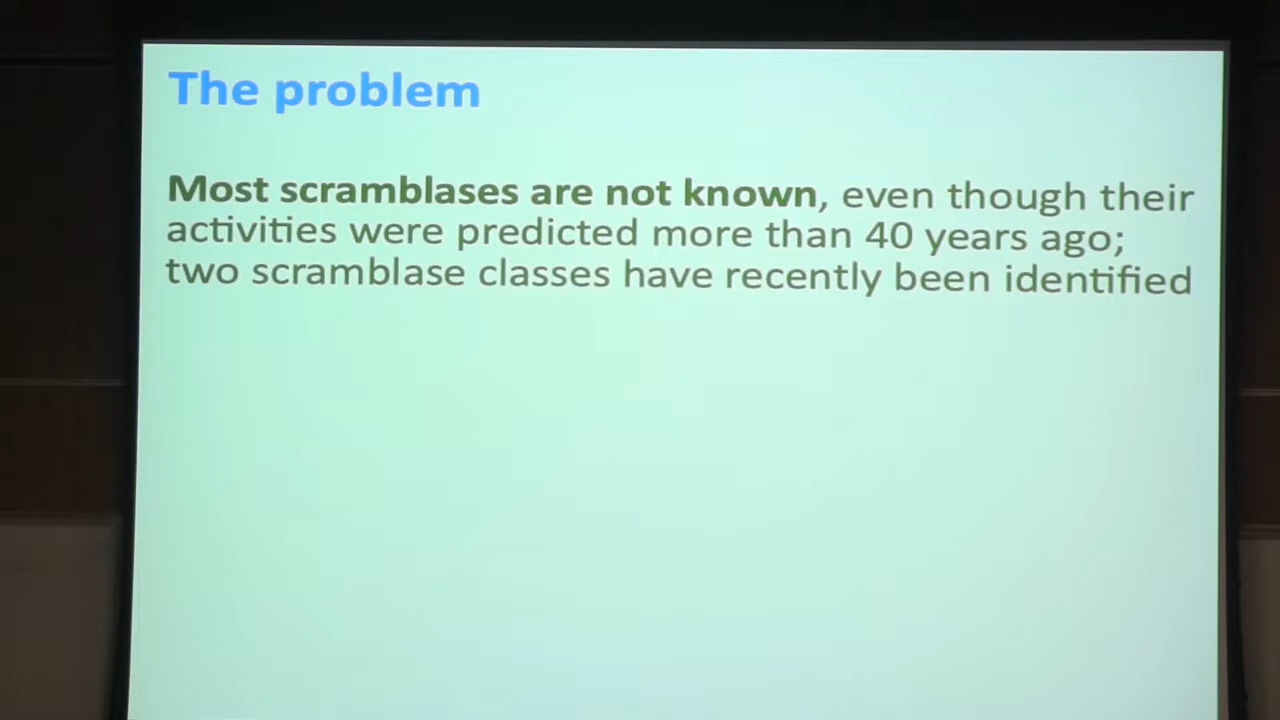 The problem
Most scramblases are not known, even though their
activities were predicted more than 40 years ago;
two scramblase classes have recently been identified